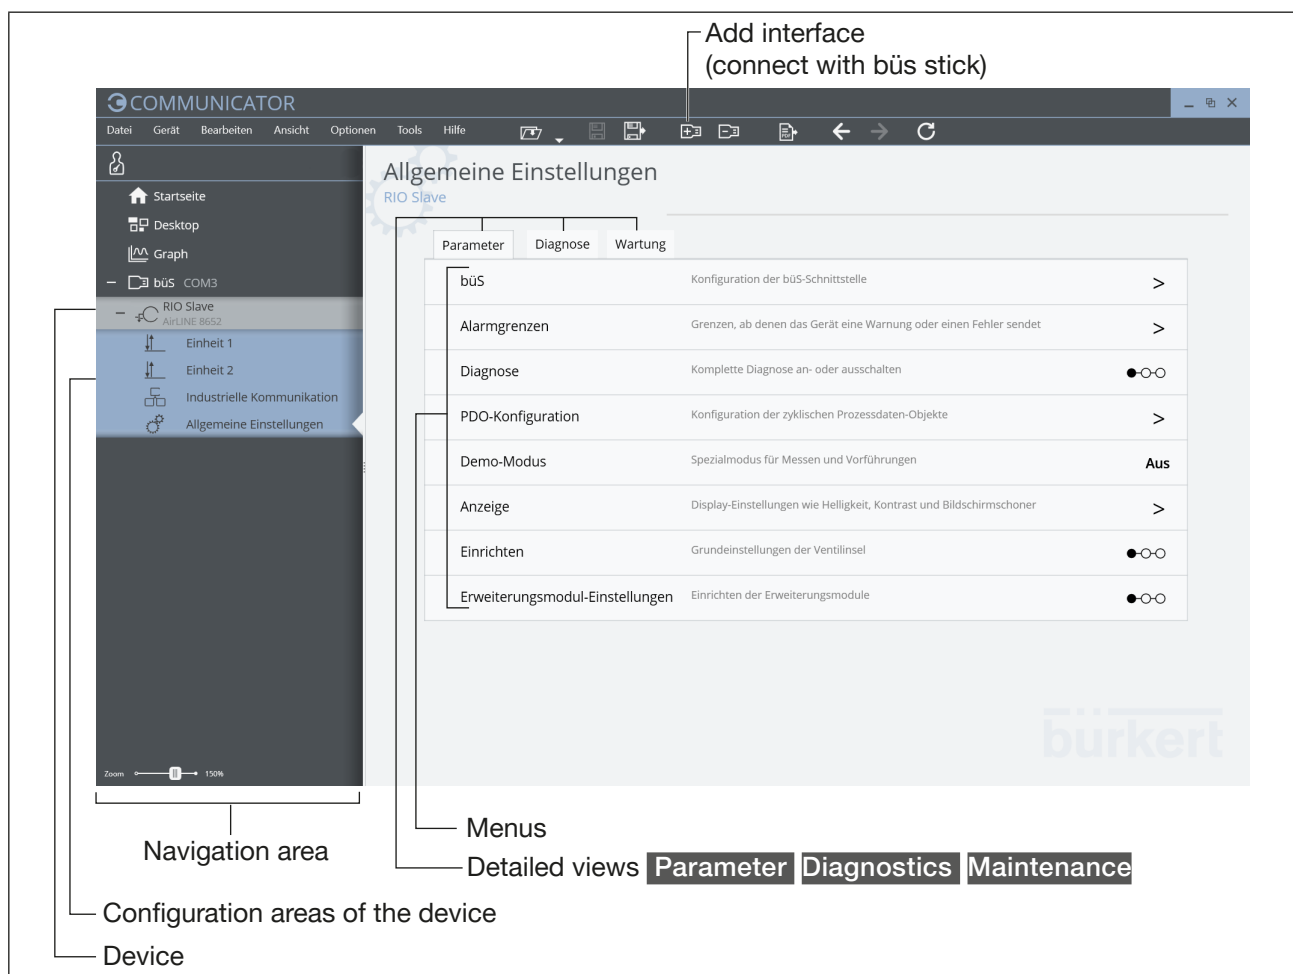 Add interface
(connect with büs stick)
COMMUNICATOR
Datei Gerät Bearbeiten Ansicht Optionen Tools Hilfe
PDF
Allgemeine Einstellungen
RIO Slave
Startseite
Desktop
Graph
büS COM3
RIO Slave
AirLINE 8652
Einheit 1
Einheit 2
Industrielle Kommunikation
Allgemeine Einstellungen
Parameter Diagnose Wartung
büS Konfiguration der büS-Schnittstelle >
Alarmgrenzen Grenzen, ab denen das Gerät eine Warnung oder einen Fehler sendet >
Diagnose Komplette Diagnose an- oder ausschalten
PDO-Konfiguration Konfiguration der zyklischen Prozessdaten-Objekte >
Demo-Modus Spezialmodus für Messen und Vorführungen Aus
Anzeige Display-Einstellungen wie Helligkeit, Kontrast und Bildschirmschoner >
Einrichten Grundeinstellungen der Ventilinsel
Erweiterungsmodul-Einstellungen Einrichten der Erweiterungsmodule
bürkert
Zoom 150%
Menus
Navigation area
Detailed views Parameter Diagnostics Maintenance
Configuration areas of the device
Device